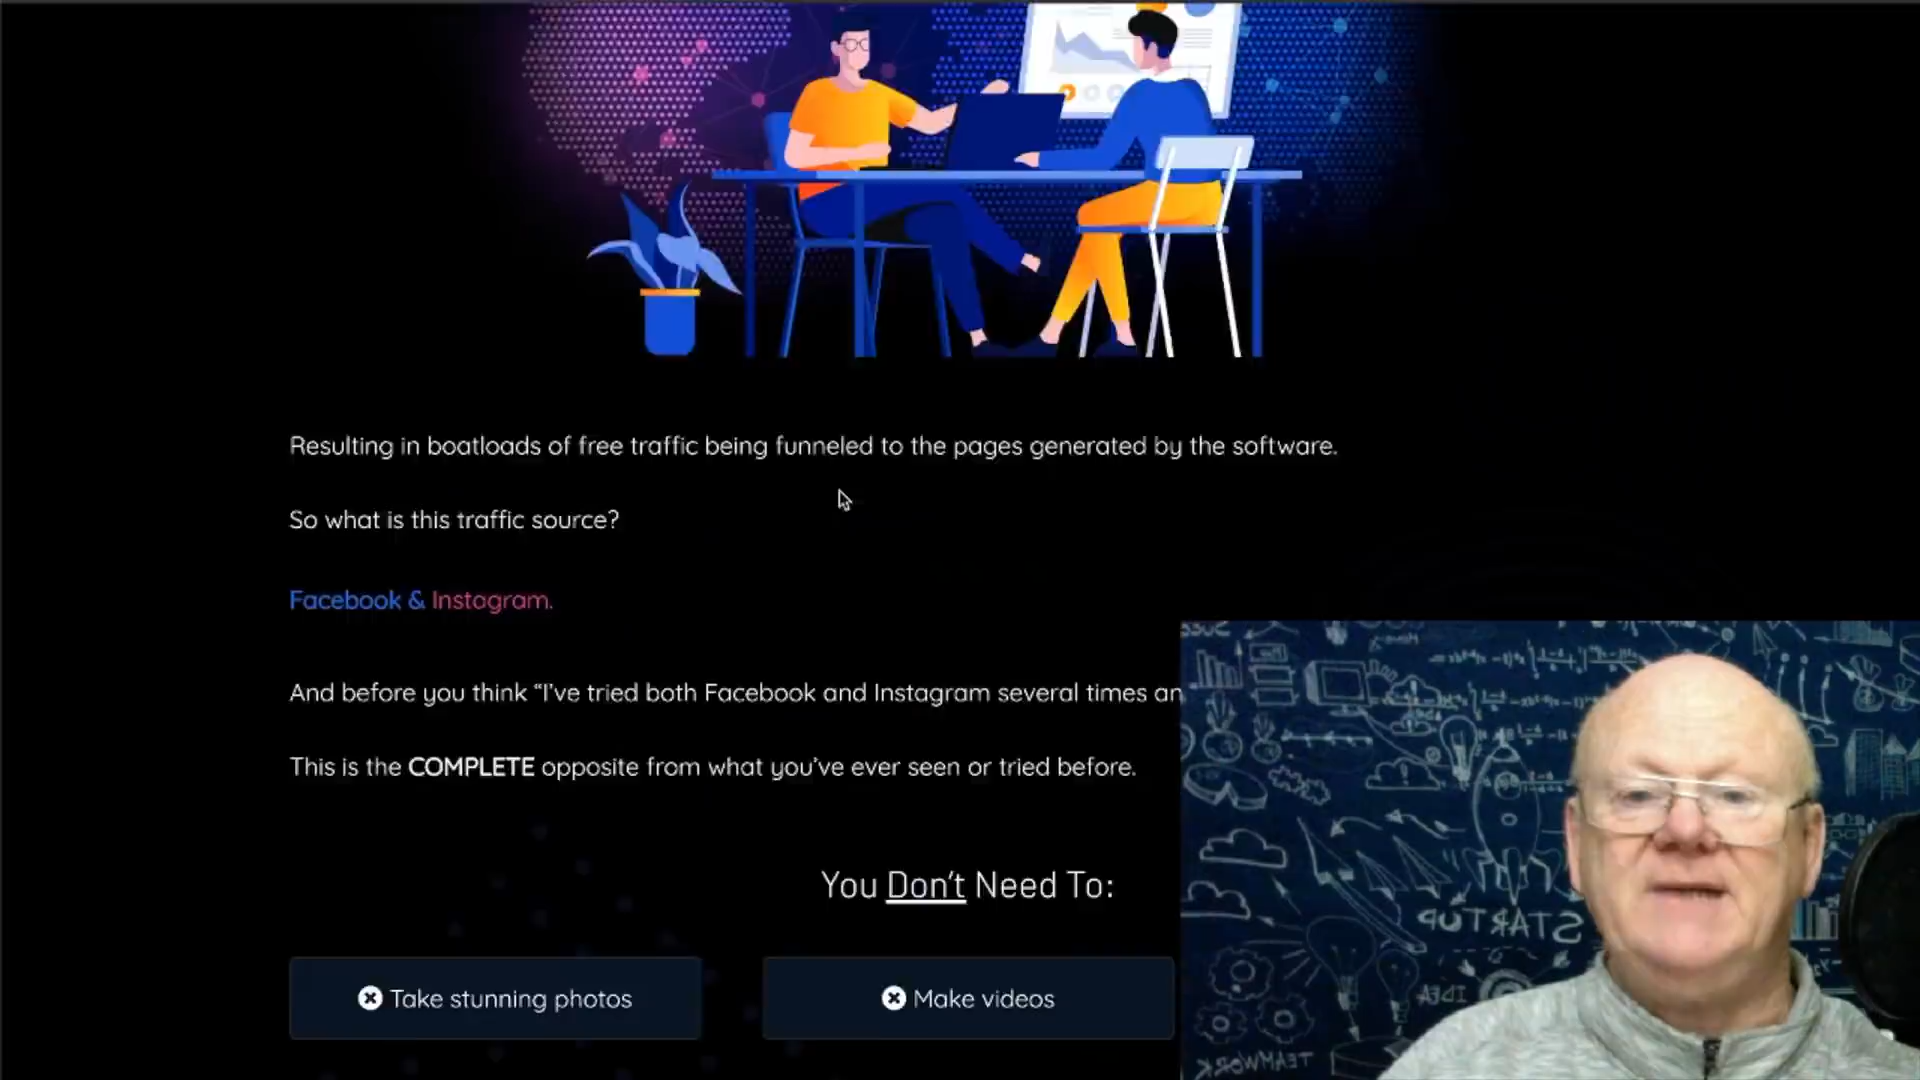 Resulting in boatloads of free traffic being funneled to the pages generated by the software.
So what is this traffic source?
Facebook & Instagram.
And before you think “I’ve tried both Facebook and Instagram several times an
This is the COMPLETE opposite from what you’ve ever seen or tried before.
You Don’t Need To:
Take stunning photos
Make videos
STARTUP
IDEA
TEAMWORK